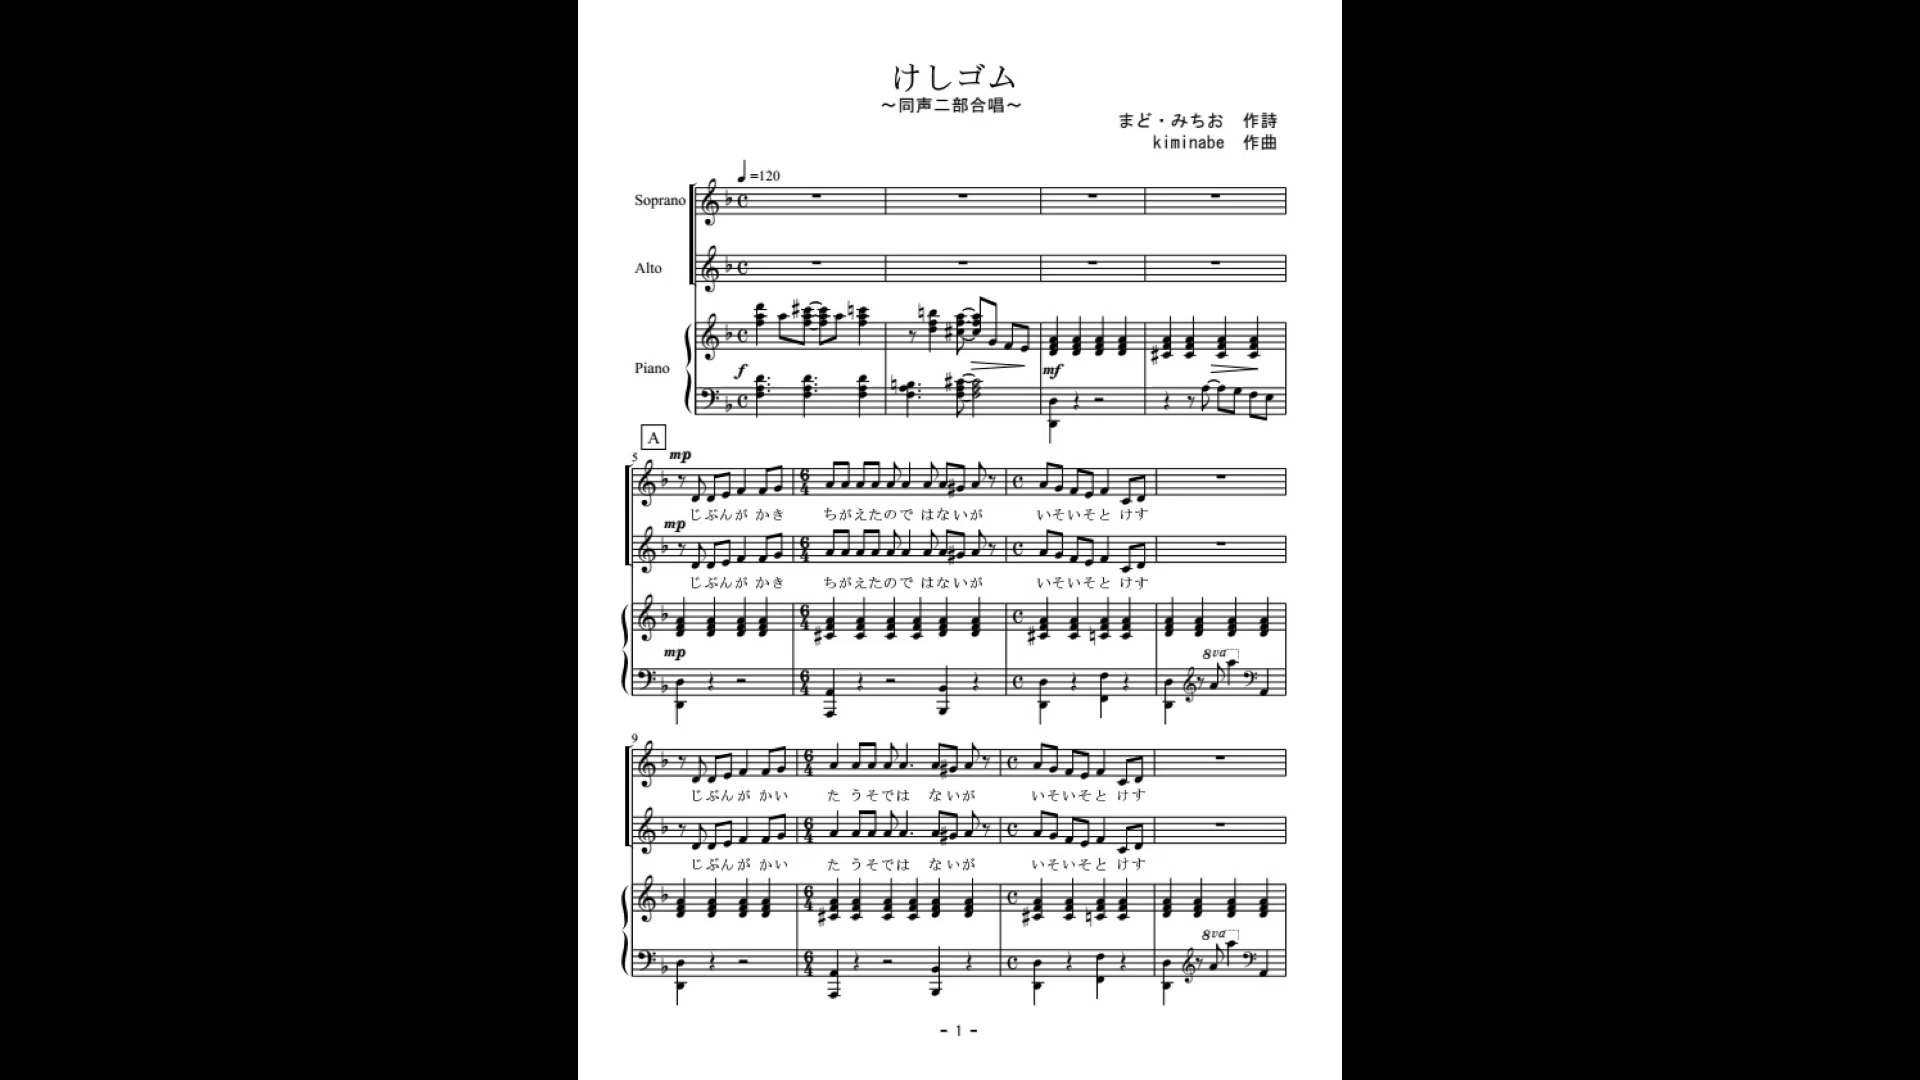 けしゴム
～同声二部合唱～
まど・みちお 作詩
kiminabe 作曲
=120
Soprano
Alto
Piano
f
mf
A
5
mp
じぶんが かき ちがえたので はないが いそいそと けす
mp
じぶんが かき ちがえたので はないが いそいそと けす
mp
8va
9
じぶんが かい た うそでは ないが いそいそと けす
じぶんが かい た うそでは ないが いそいそと けす
8va
- 1 -